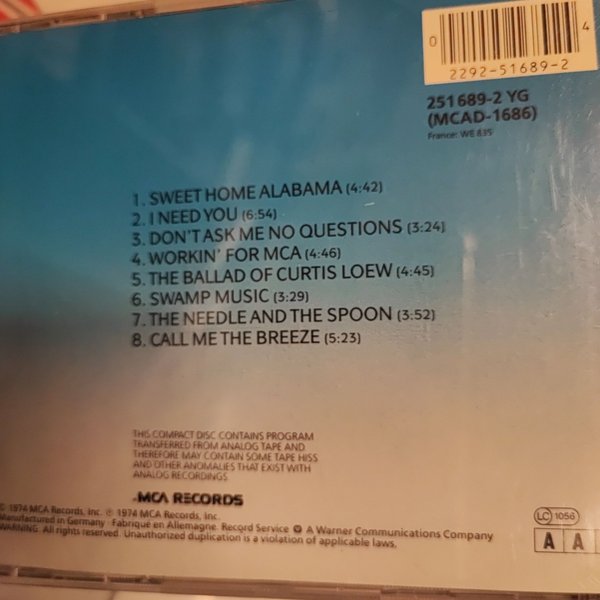 0 2292-51689-2 4
251 689-2 YG
(MCAD-1686)
France: WE 835
1. SWEET HOME ALABAMA (4:42)
2. I NEED YOU (6:54)
3. DON'T ASK ME NO QUESTIONS (3:24)
4. WORKIN' FOR MCA (4:46)
5. THE BALLAD OF CURTIS LOEW (4:45)
6. SWAMP MUSIC (3:29)
7. THE NEEDLE AND THE SPOON (3:52)
8. CALL ME THE BREEZE (5:23)
THIS COMPACT DISC CONTAINS PROGRAM
TRANSFERRED FROM ANALOG TAPE AND
THEREFORE MAY CONTAIN SOME TAPE HISS
AND OTHER ANOMALIES THAT EXIST WITH
ANALOG RECORDINGS
MCA RECORDS
© 1974 MCA Records, Inc. ℗ 1974 MCA Records, Inc.
Manufactured in Germany · Fabriqué en Allemagne. Record Service A Warner Communications Company
WARNING: All rights reserved. Unauthorized duplication is a violation of applicable laws.
LC 1056
A A